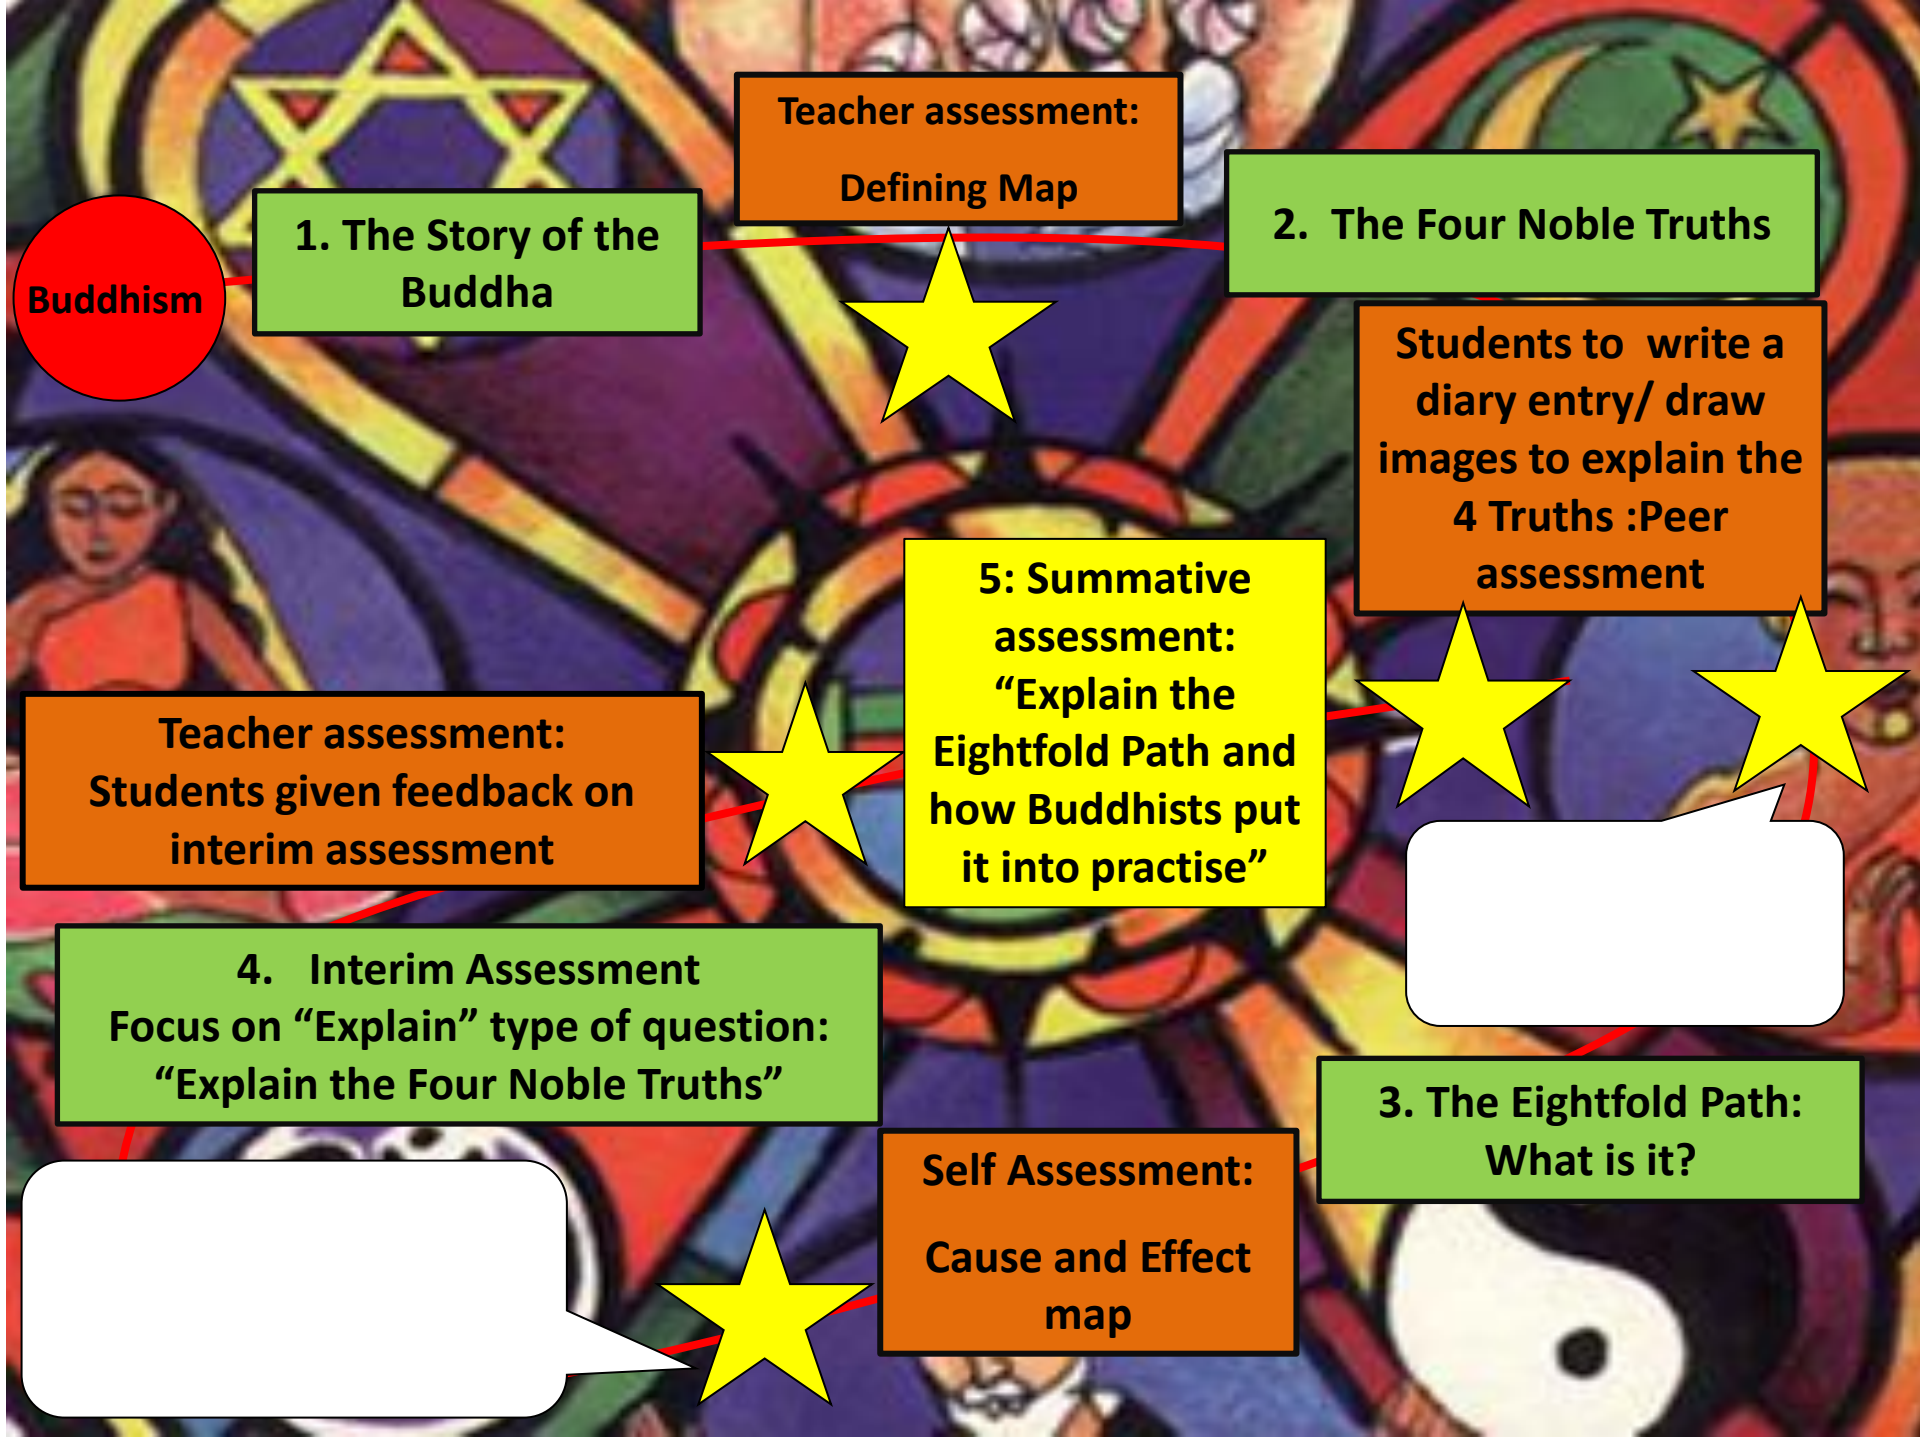 Buddhism
1. The Story of the
Buddha
Teacher assessment:
Defining Map
2. The Four Noble Truths
Students to write a
diary entry/ draw
images to explain the
4 Truths :Peer
assessment
3. The Eightfold Path:
What is it?
Self Assessment:
Cause and Effect
map
4. Interim Assessment
Focus on “Explain” type of question:
“Explain the Four Noble Truths”
Teacher assessment:
Students given feedback on
interim assessment
5: Summative
assessment:
“Explain the
Eightfold Path and
how Buddhists put
it into practise”